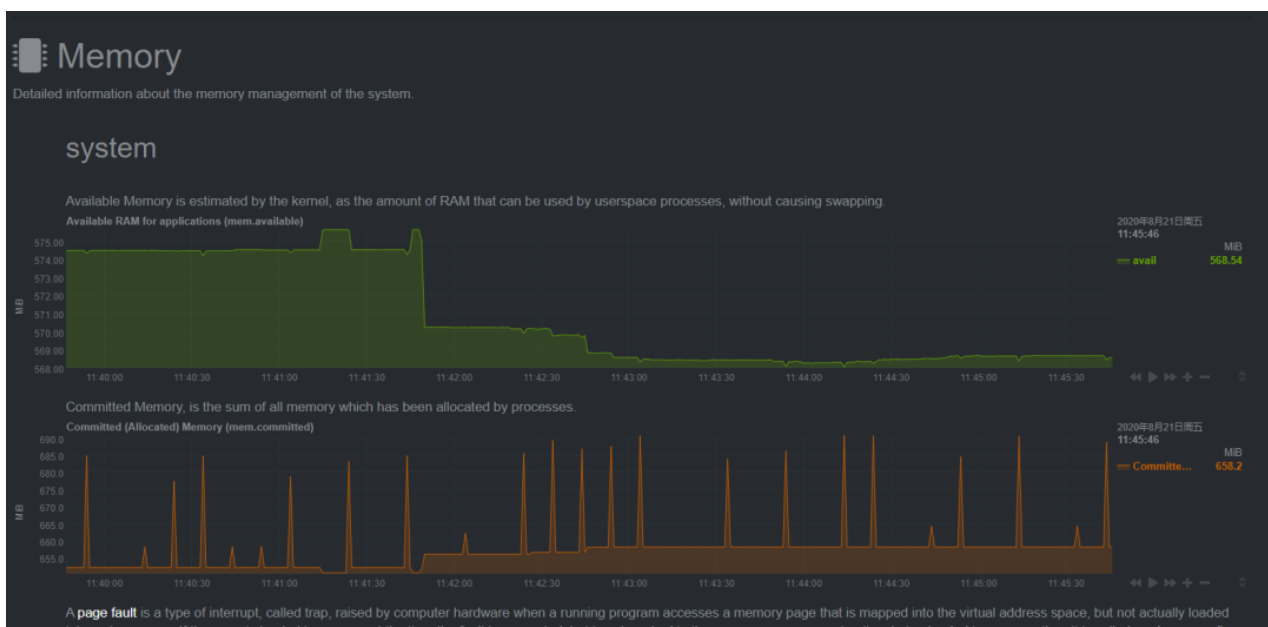 Memory
Detailed information about the memory management of the system.
system
Available Memory is estimated by the kernel, as the amount of RAM that can be used by userspace processes, without causing swapping.
Available RAM for applications (mem.available)
2020年8月21日周五
11:45:46
MiB
avail 568.54
575.00
574.00
573.00
572.00
571.00
570.00
569.00
568.00
MiB
11:40:00 11:40:30 11:41:00 11:41:30 11:42:00 11:42:30 11:43:00 11:43:30 11:44:00 11:44:30 11:45:00 11:45:30
Committed Memory, is the sum of all memory which has been allocated by processes.
Committed (Allocated) Memory (mem.committed)
2020年8月21日周五
11:45:46
MiB
Committe... 658.2
690.0
685.0
680.0
675.0
670.0
665.0
660.0
655.0
MiB
11:40:00 11:40:30 11:41:00 11:41:30 11:42:00 11:42:30 11:43:00 11:43:30 11:44:00 11:44:30 11:45:00 11:45:30
A page fault is a type of interrupt, called trap, raised by computer hardware when a running program accesses a memory page that is mapped into the virtual address space, but not actually loaded